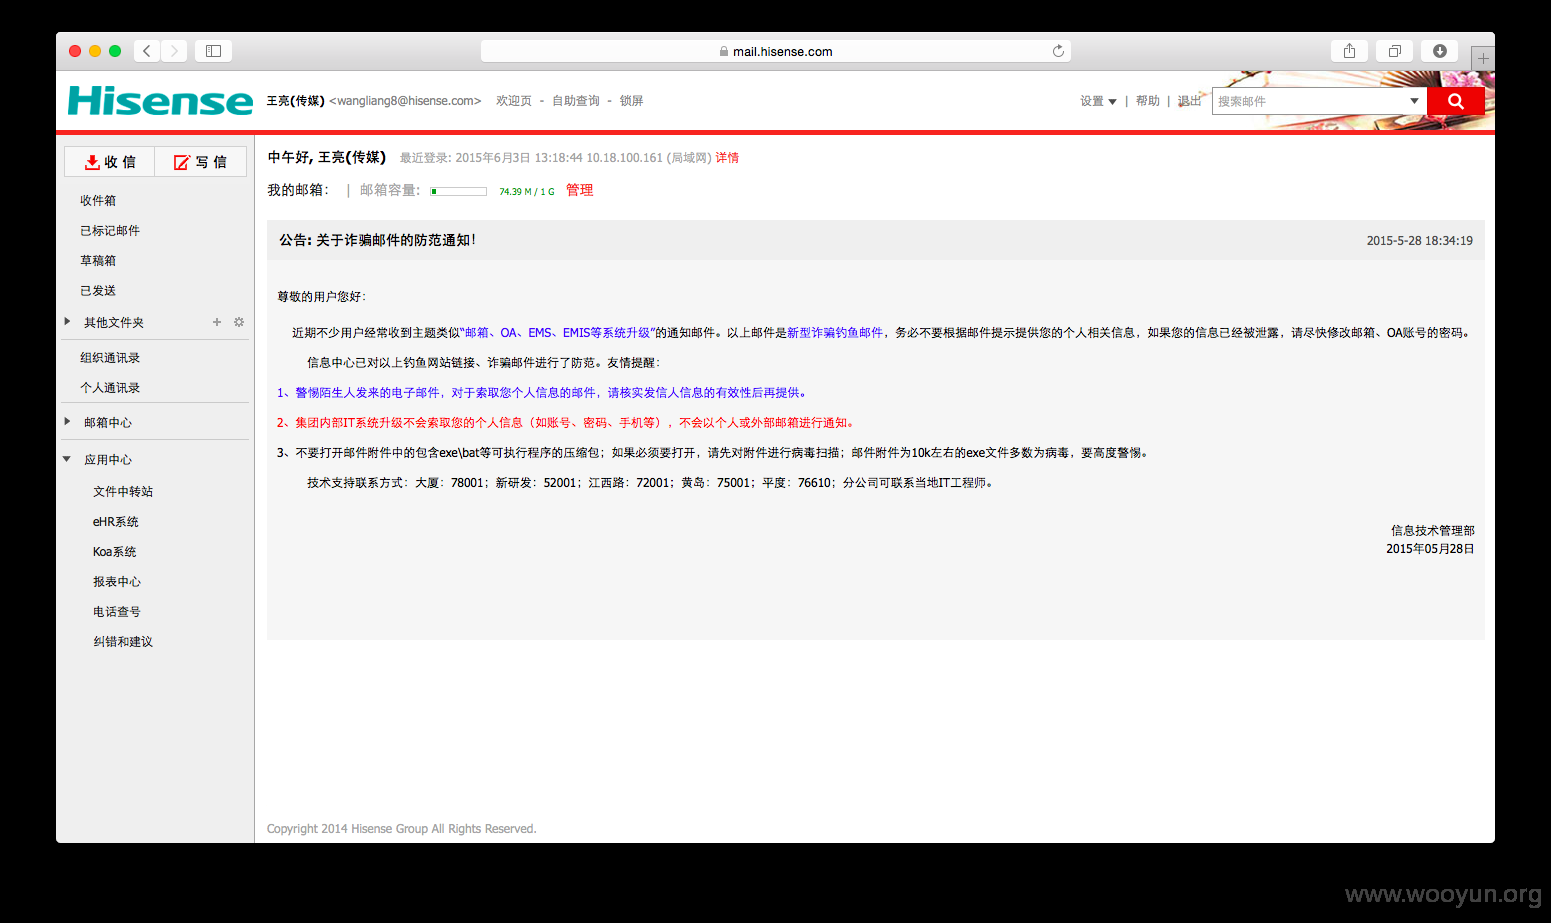 mail.hisense.com
Hisense 王亮(传媒) <wangliang8@hisense.com> 欢迎页 - 自助查询 - 锁屏 设置 | 帮助 | 退出 搜索邮件
收 信 写 信
收件箱
已标记邮件
草稿箱
已发送
其他文件夹
组织通讯录
个人通讯录
邮箱中心
应用中心
文件中转站
eHR系统
Koa系统
报表中心
电话查号
纠错和建议
中午好, 王亮(传媒) 最近登录: 2015年6月3日 13:18:44 10.18.100.161 (局域网) 详情
我的邮箱： | 邮箱容量: 74.39 M / 1 G 管理
公告: 关于诈骗邮件的防范通知! 2015-5-28 18:34:19
尊敬的用户您好：
近期不少用户经常收到主题类似“邮箱、OA、EMS、EMIS等系统升级”的通知邮件。以上邮件是新型诈骗钓鱼邮件，务必不要根据邮件提示提供您的个人相关信息，如果您的信息已经被泄露，请尽快修改邮箱、OA账号的密码。
信息中心已对以上钓鱼网站链接、诈骗邮件进行了防范。友情提醒：
1、警惕陌生人发来的电子邮件，对于索取您个人信息的邮件，请核实发信人信息的有效性后再提供。
2、集团内部IT系统升级不会索取您的个人信息（如账号、密码、手机等），不会以个人或外部邮箱进行通知。
3、不要打开邮件附件中的包含exe\bat等可执行程序的压缩包；如果必须要打开，请先对附件进行病毒扫描；邮件附件为10k左右的exe文件多数为病毒，要高度警惕。
技术支持联系方式：大厦：78001；新研发：52001；江西路：72001；黄岛：75001；平度：76610；分公司可联系当地IT工程师。
信息技术管理部
2015年05月28日
Copyright 2014 Hisense Group All Rights Reserved.
www.wooyun.org